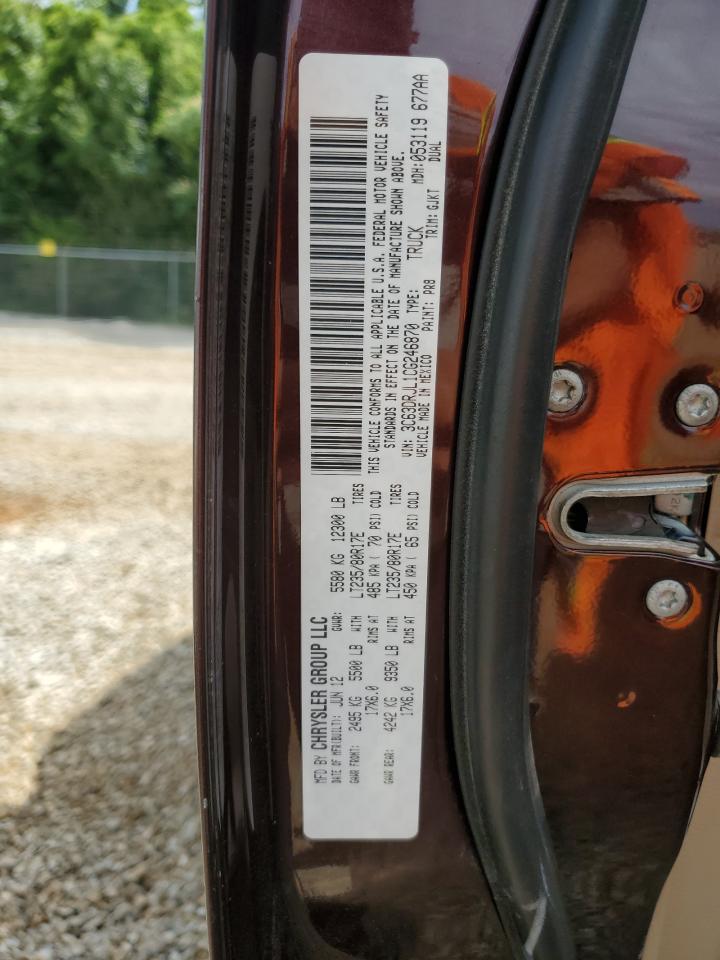 MFD BY CHRYSLER GROUP LLC
DATE OF MFR(BUILT): JUN 12 GVWR: 5580 KG 12300 LB
GAWR FRONT: 2495 KG 5500 LB WITH LT235/80R17E TIRES
17X6.0 RIMS AT 485 KPA( 70 PSI) COLD
GAWR REAR: 4242 KG 9350 LB WITH LT235/80R17E TIRES
17X6.0 RIMS AT 450 KPA( 65 PSI) COLD
THIS VEHICLE CONFORMS TO ALL APPLICABLE U.S.A. FEDERAL MOTOR VEHICLE SAFETY
STANDARDS IN EFFECT ON THE DATE OF MANUFACTURE SHOWN ABOVE.
VIN: 3C63DRJL1CG246870 TYPE: TRUCK MDH:053119 677AA
VEHICLE MADE IN MEXICO PAINT: PR8 TRIM: GJKT DUAL